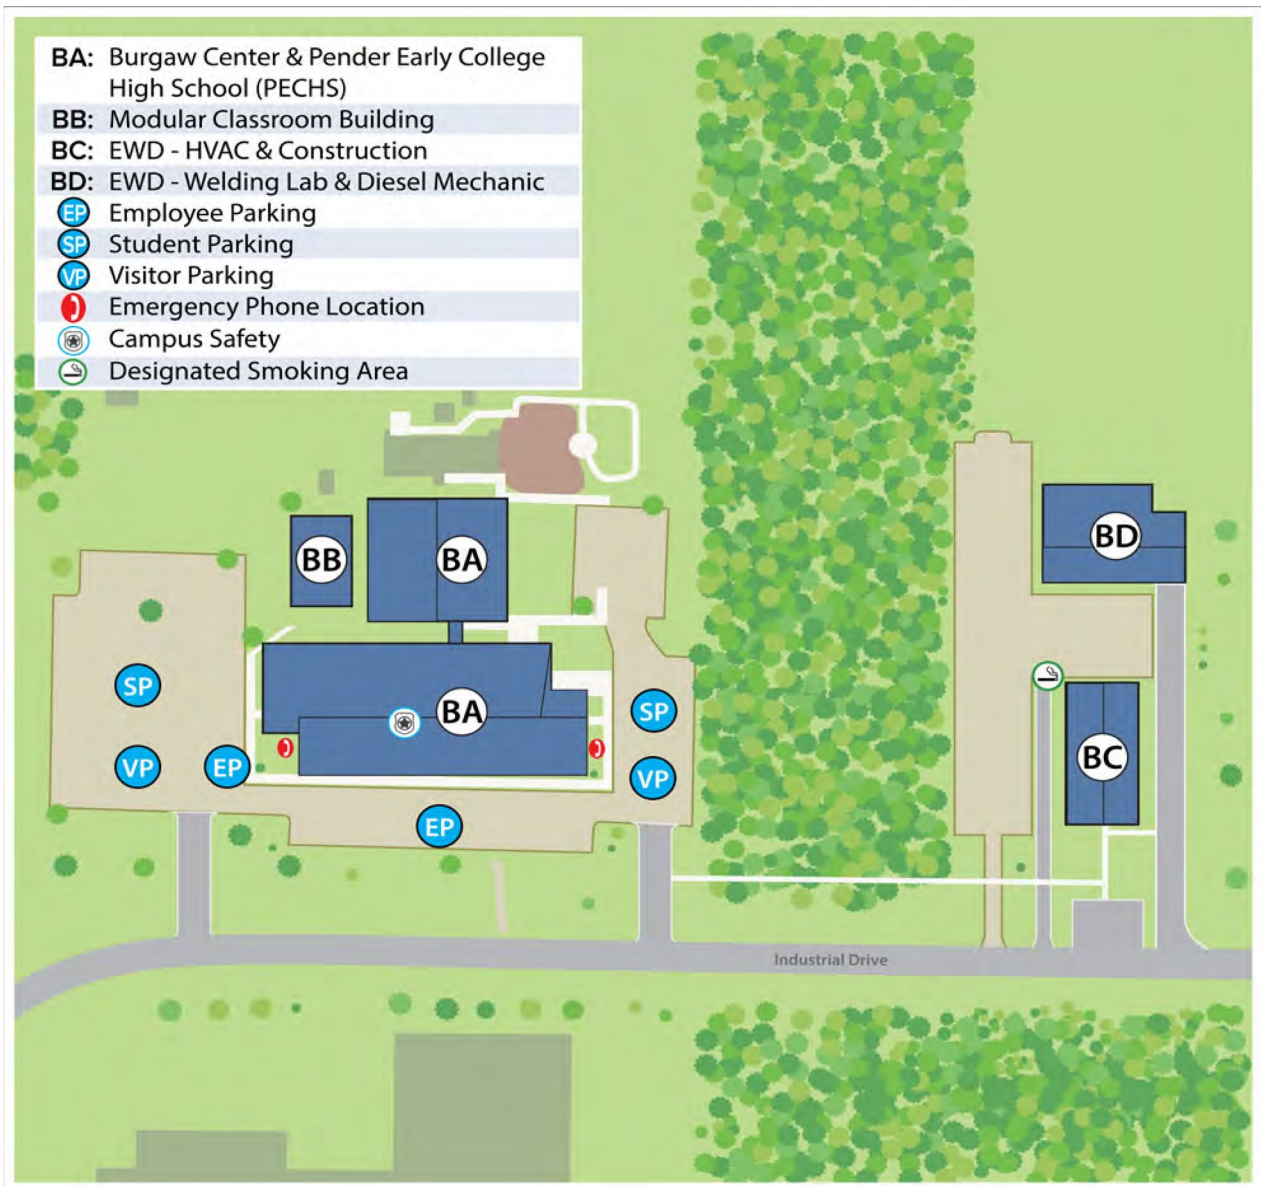 BA: Burgaw Center & Pender Early College
High School (PECHS)
BB: Modular Classroom Building
BC: EWD - HVAC & Construction
BD: EWD - Welding Lab & Diesel Mechanic
EP Employee Parking
SP Student Parking
VP Visitor Parking
Emergency Phone Location
Campus Safety
Designated Smoking Area
BB
BA
BD
SP
BA
SP
VP
EP
VP
BC
EP
Industrial Drive